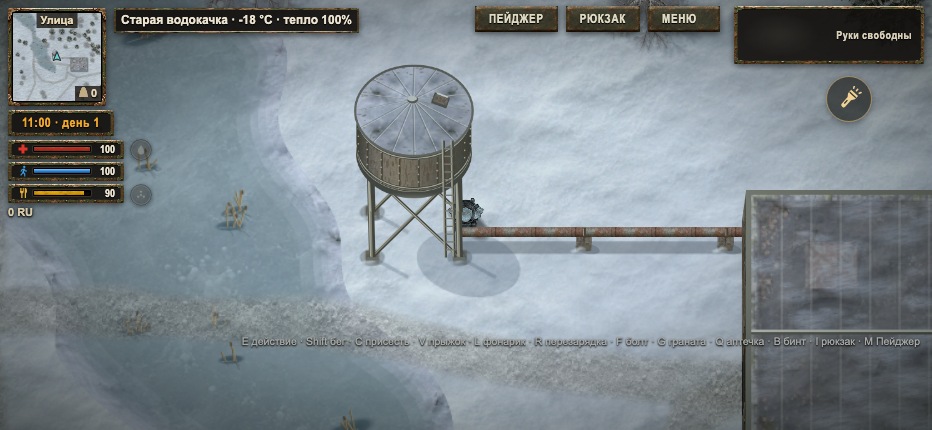 Улица
Старая водокачка · -18 °C · тепло 100%
ПЕЙДЖЕР
РЮКЗАК
МЕНЮ
Руки свободны
0
11:00 · день 1
100
100
90
0 RU
E действие · Shift бег · C присесть · V прыжок · L фонарик · R перезарядка · F болт · G граната · Q аптечка · B бинт · I рюкзак · M Пейджер